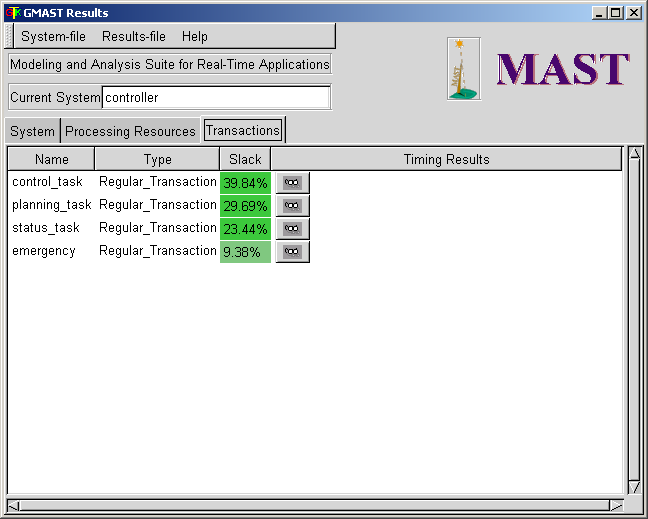 GMAST Results
System-file Results-file Help
Modeling and Analysis Suite for Real-Time Applications
MAST
Current System controller
System Processing Resources Transactions
Name Type Slack Timing Results
control_task Regular_Transaction 39.84%
planning_task Regular_Transaction 29.69%
status_task Regular_Transaction 23.44%
emergency Regular_Transaction 9.38%